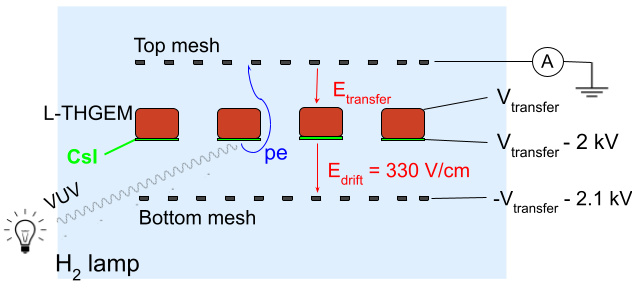 Top mesh
A
E_transfer
V_transfer
L-THGEM
CsI
pe
V_transfer - 2 kV
E_drift = 330 V/cm
VUV
-V_transfer - 2.1 kV
Bottom mesh
H₂ lamp